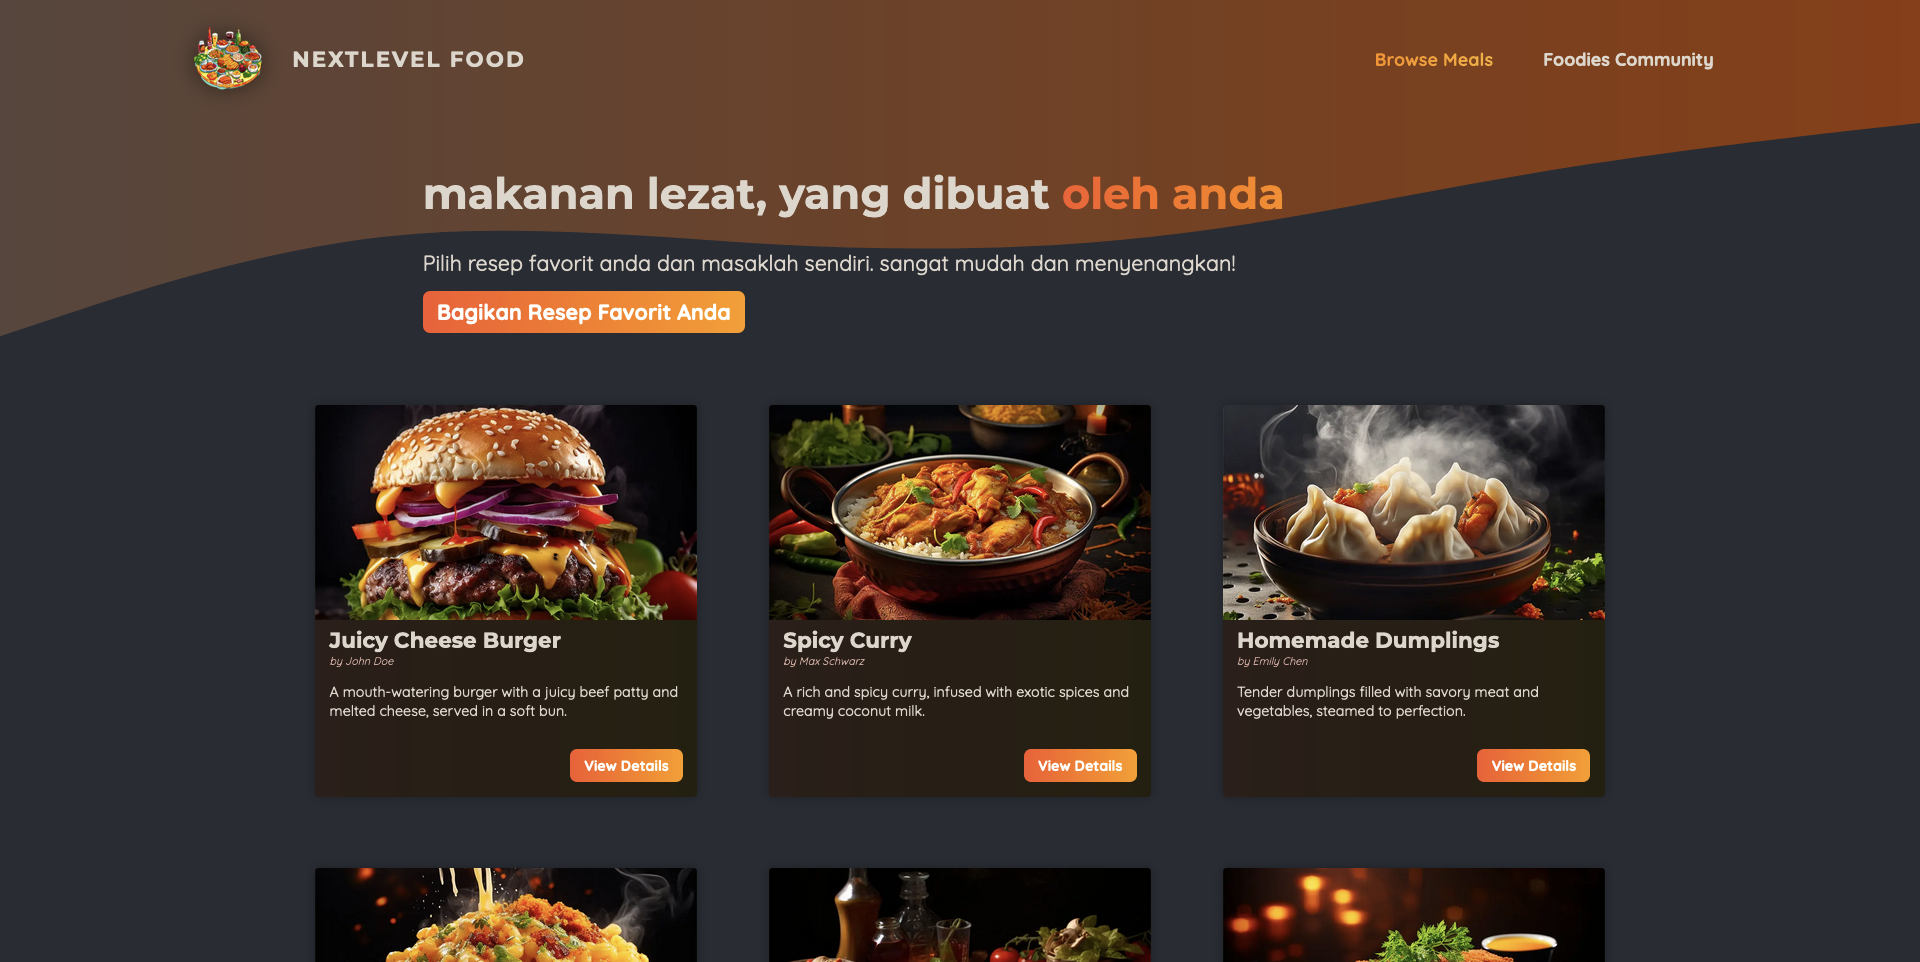 NEXTLEVEL FOOD
Browse Meals
Foodies Community
makanan lezat, yang dibuat oleh anda
Pilih resep favorit anda dan masaklah sendiri. sangat mudah dan menyenangkan!
Bagikan Resep Favorit Anda
Juicy Cheese Burger
by John Doe
A mouth-watering burger with a juicy beef patty and
melted cheese, served in a soft bun.
View Details
Spicy Curry
by Max Schwarz
A rich and spicy curry, infused with exotic spices and
creamy coconut milk.
View Details
Homemade Dumplings
by Emily Chen
Tender dumplings filled with savory meat and
vegetables, steamed to perfection.
View Details